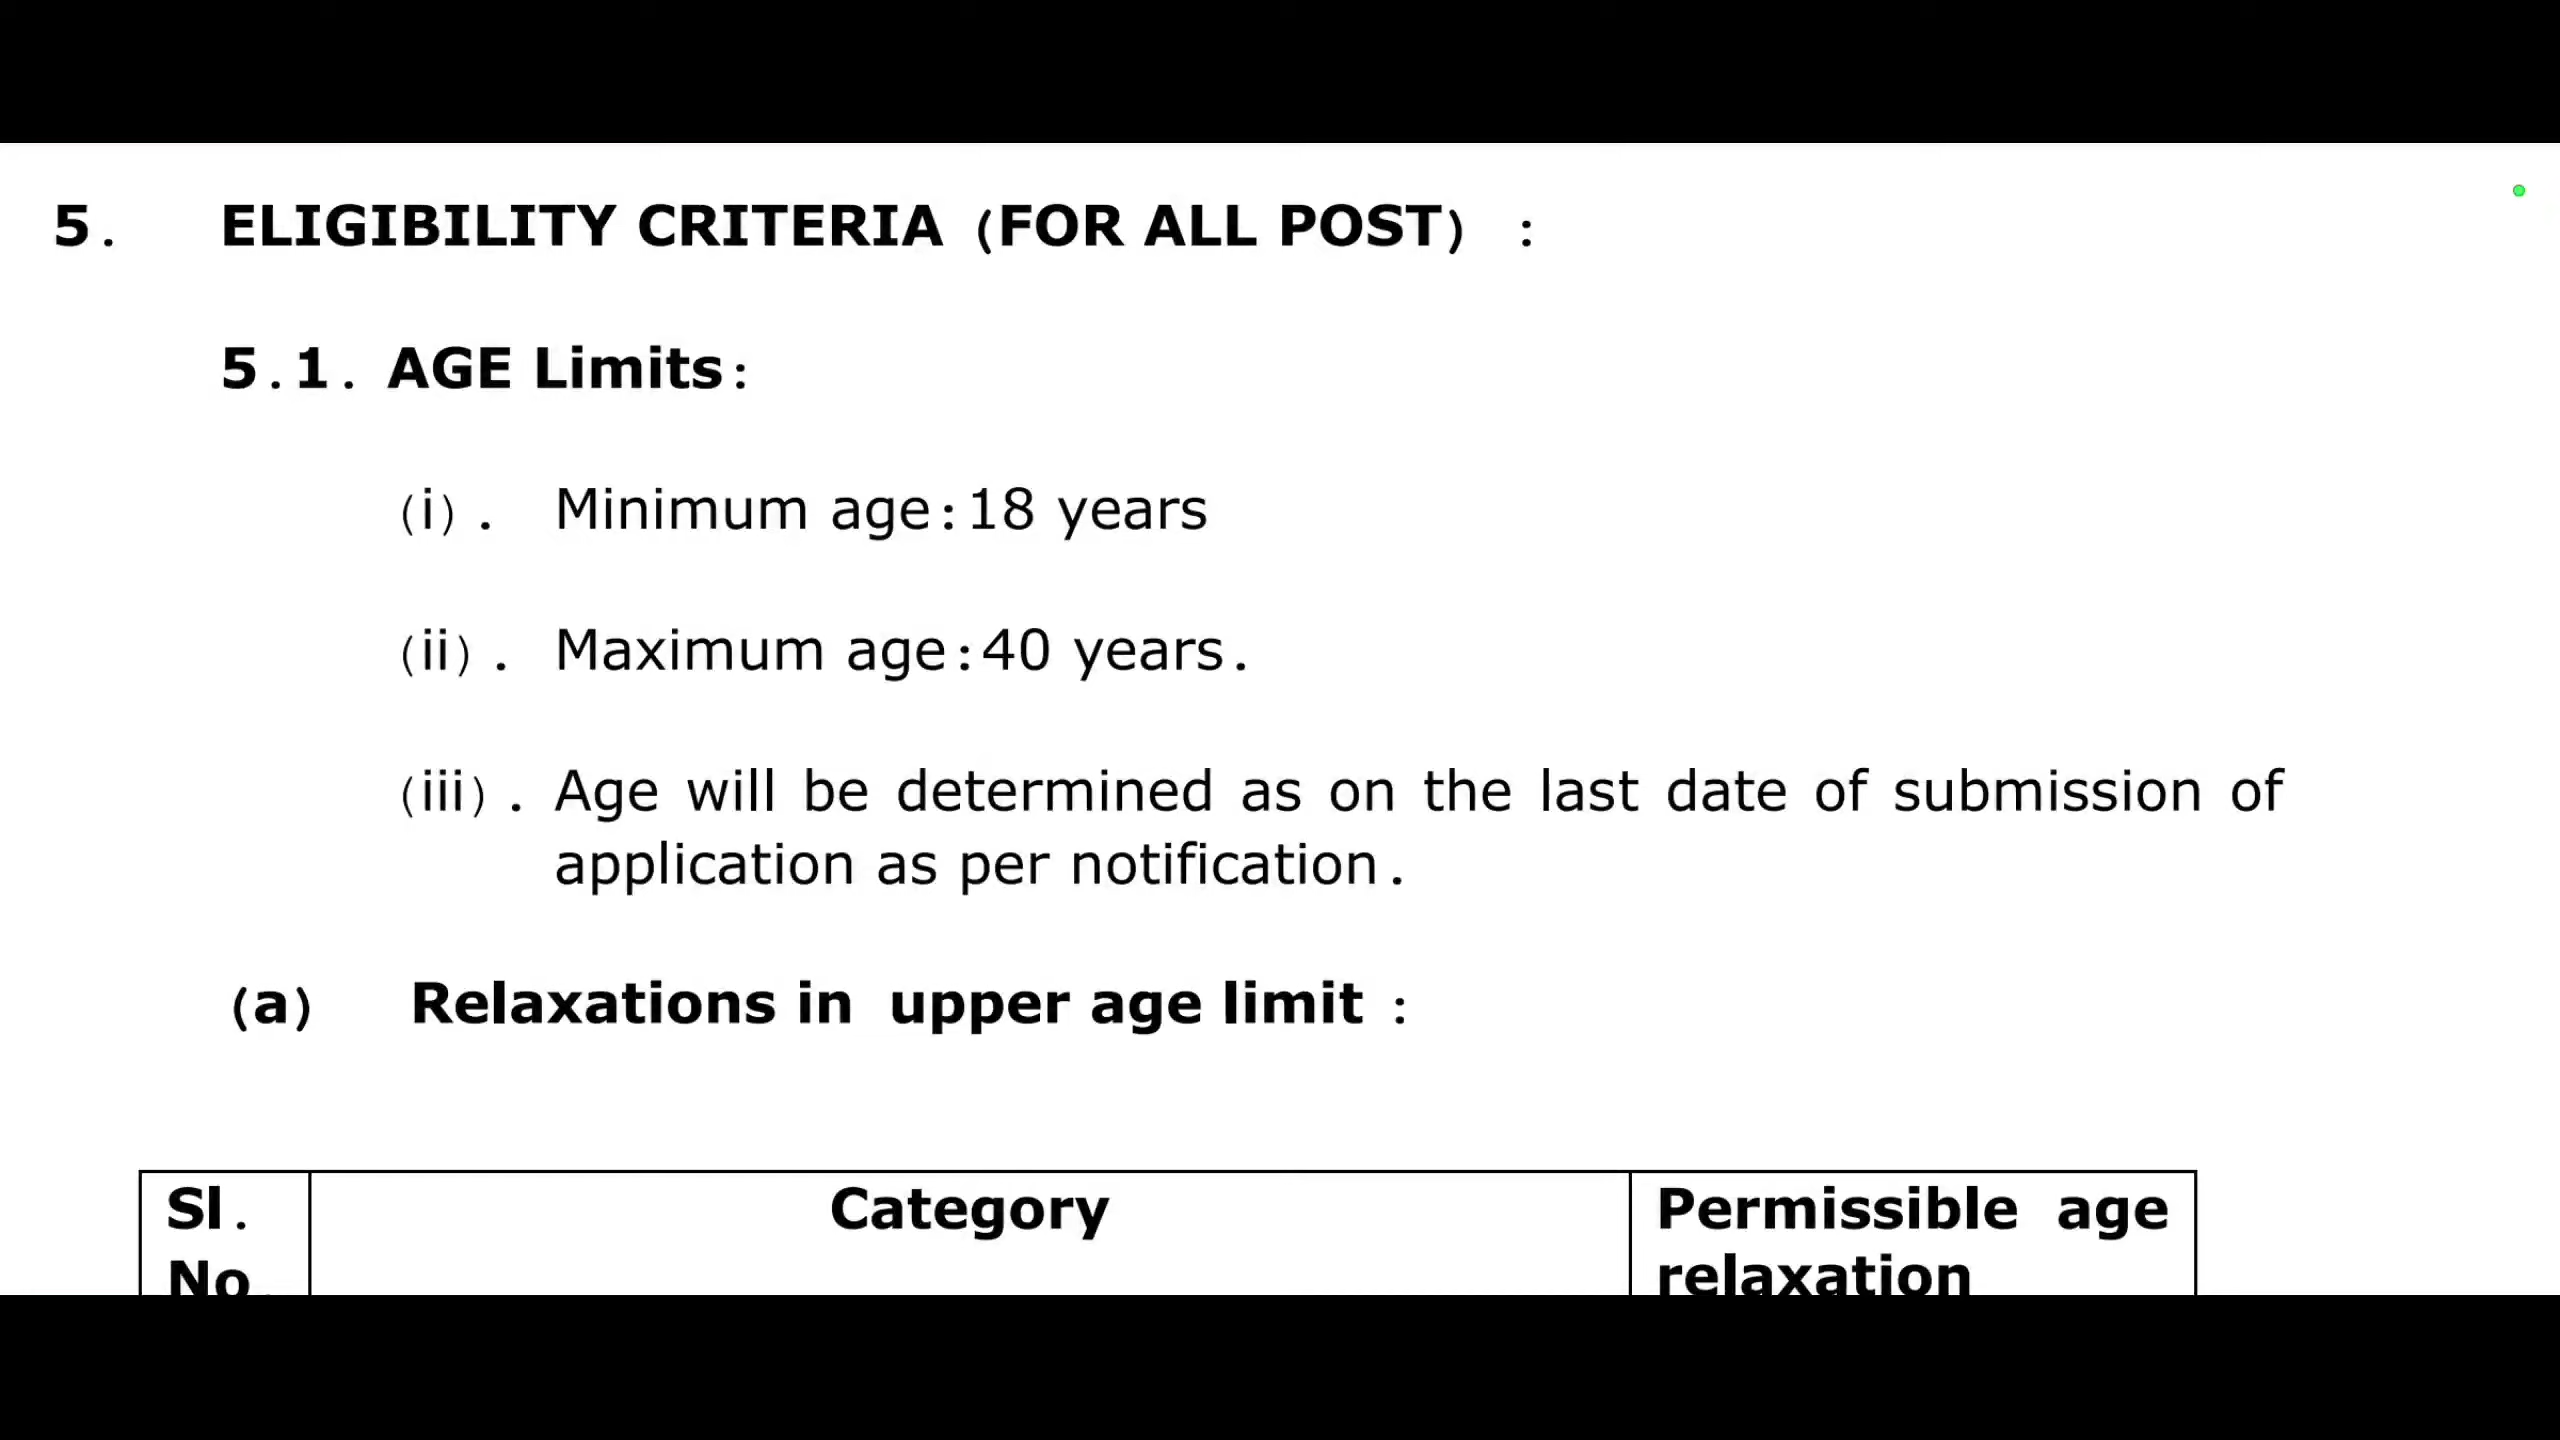 5. ELIGIBILITY CRITERIA (FOR ALL POST) :
5.1. AGE Limits:
(i). Minimum age:18 years
(ii). Maximum age:40 years.
(iii). Age will be determined as on the last date of submission of
application as per notification.
(a) Relaxations in upper age limit :
Sl. Category Permissible age
No. relaxation